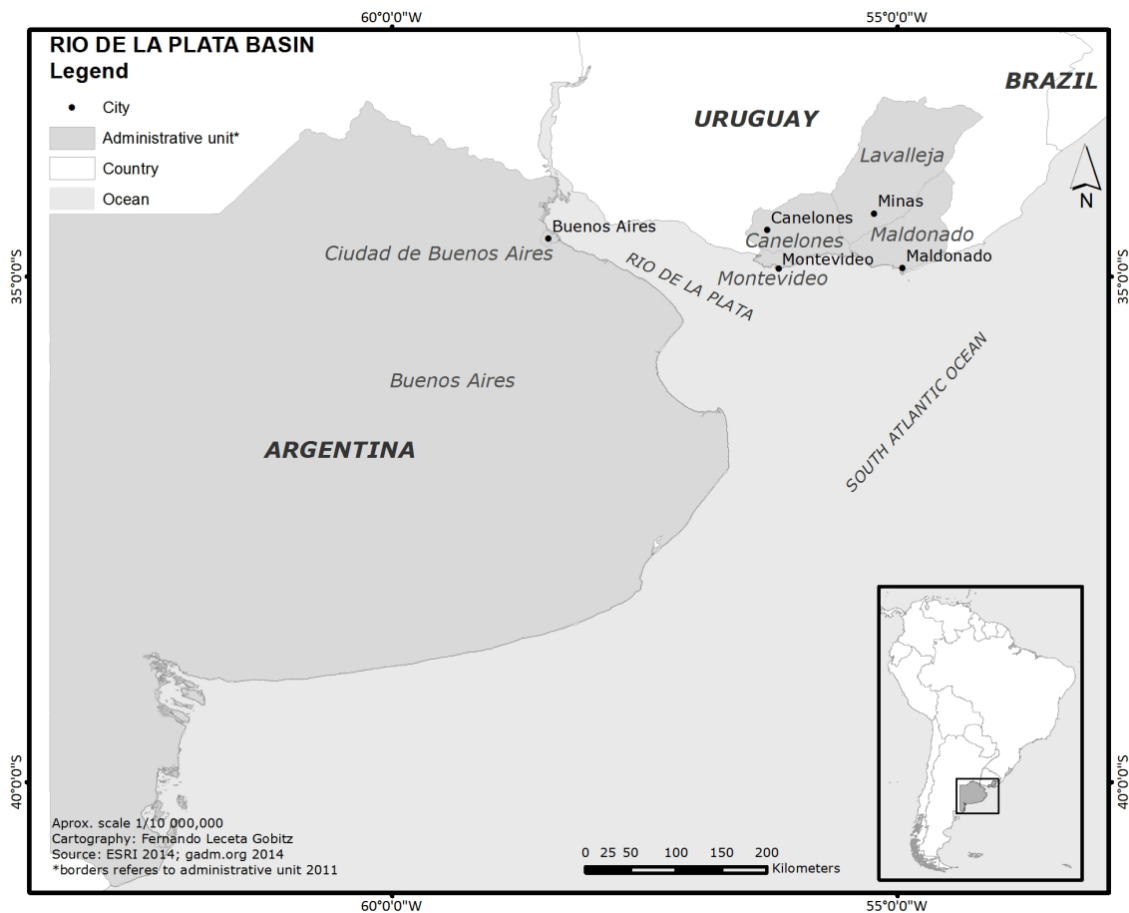 60°0'0"W
55°0'0"W
RIO DE LA PLATA BASIN
Legend
City
Administrative unit*
Country
Ocean
BRAZIL
URUGUAY
Lavalleja
Minas
Canelones
Canelones
Maldonado
Maldonado
Montevideo
Montevideo
N
Buenos Aires
Ciudad de Buenos Aires
RIO DE LA PLATA
35°0'0"S
35°0'0"S
Buenos Aires
ARGENTINA
SOUTH ATLANTIC OCEAN
40°0'0"S
40°0'0"S
Aprox. scale 1/10 000,000
Cartography: Fernando Leceta Gobitz
Source: ESRI 2014; gadm.org 2014
*borders referes to administrative unit 2011
0 25 50 100 150 200
Kilometers
60°0'0"W
55°0'0"W